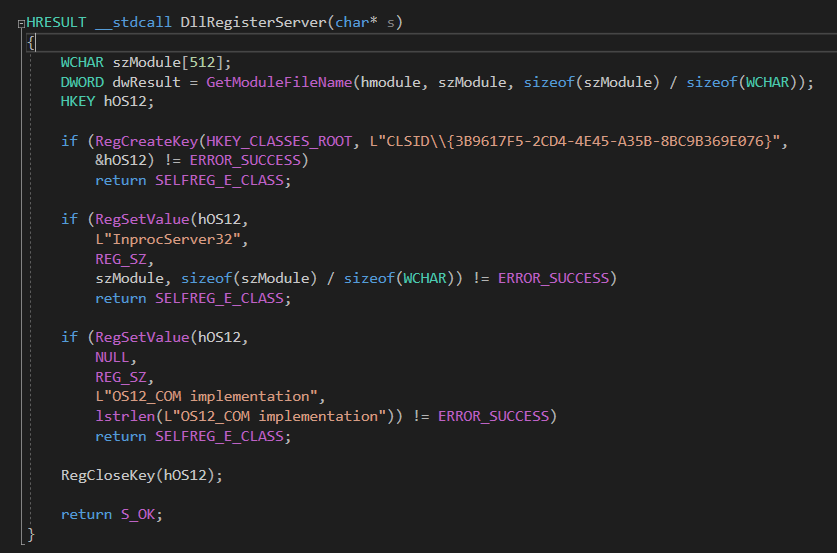 HRESULT __stdcall DllRegisterServer(char* s)
{
    WCHAR szModule[512];
    DWORD dwResult = GetModuleFileName(hmodule, szModule, sizeof(szModule) / sizeof(WCHAR));
    HKEY hOS12;

    if (RegCreateKey(HKEY_CLASSES_ROOT, L"CLSID\\{3B9617F5-2CD4-4E45-A35B-8BC9B369E076}",
        &hOS12) != ERROR_SUCCESS)
        return SELFREG_E_CLASS;

    if (RegSetValue(hOS12,
        L"InprocServer32",
        REG_SZ,
        szModule, sizeof(szModule) / sizeof(WCHAR)) != ERROR_SUCCESS)
        return SELFREG_E_CLASS;

    if (RegSetValue(hOS12,
        NULL,
        REG_SZ,
        L"OS12_COM implementation",
        lstrlen(L"OS12_COM implementation")) != ERROR_SUCCESS)
        return SELFREG_E_CLASS;

    RegCloseKey(hOS12);

    return S_OK;
}